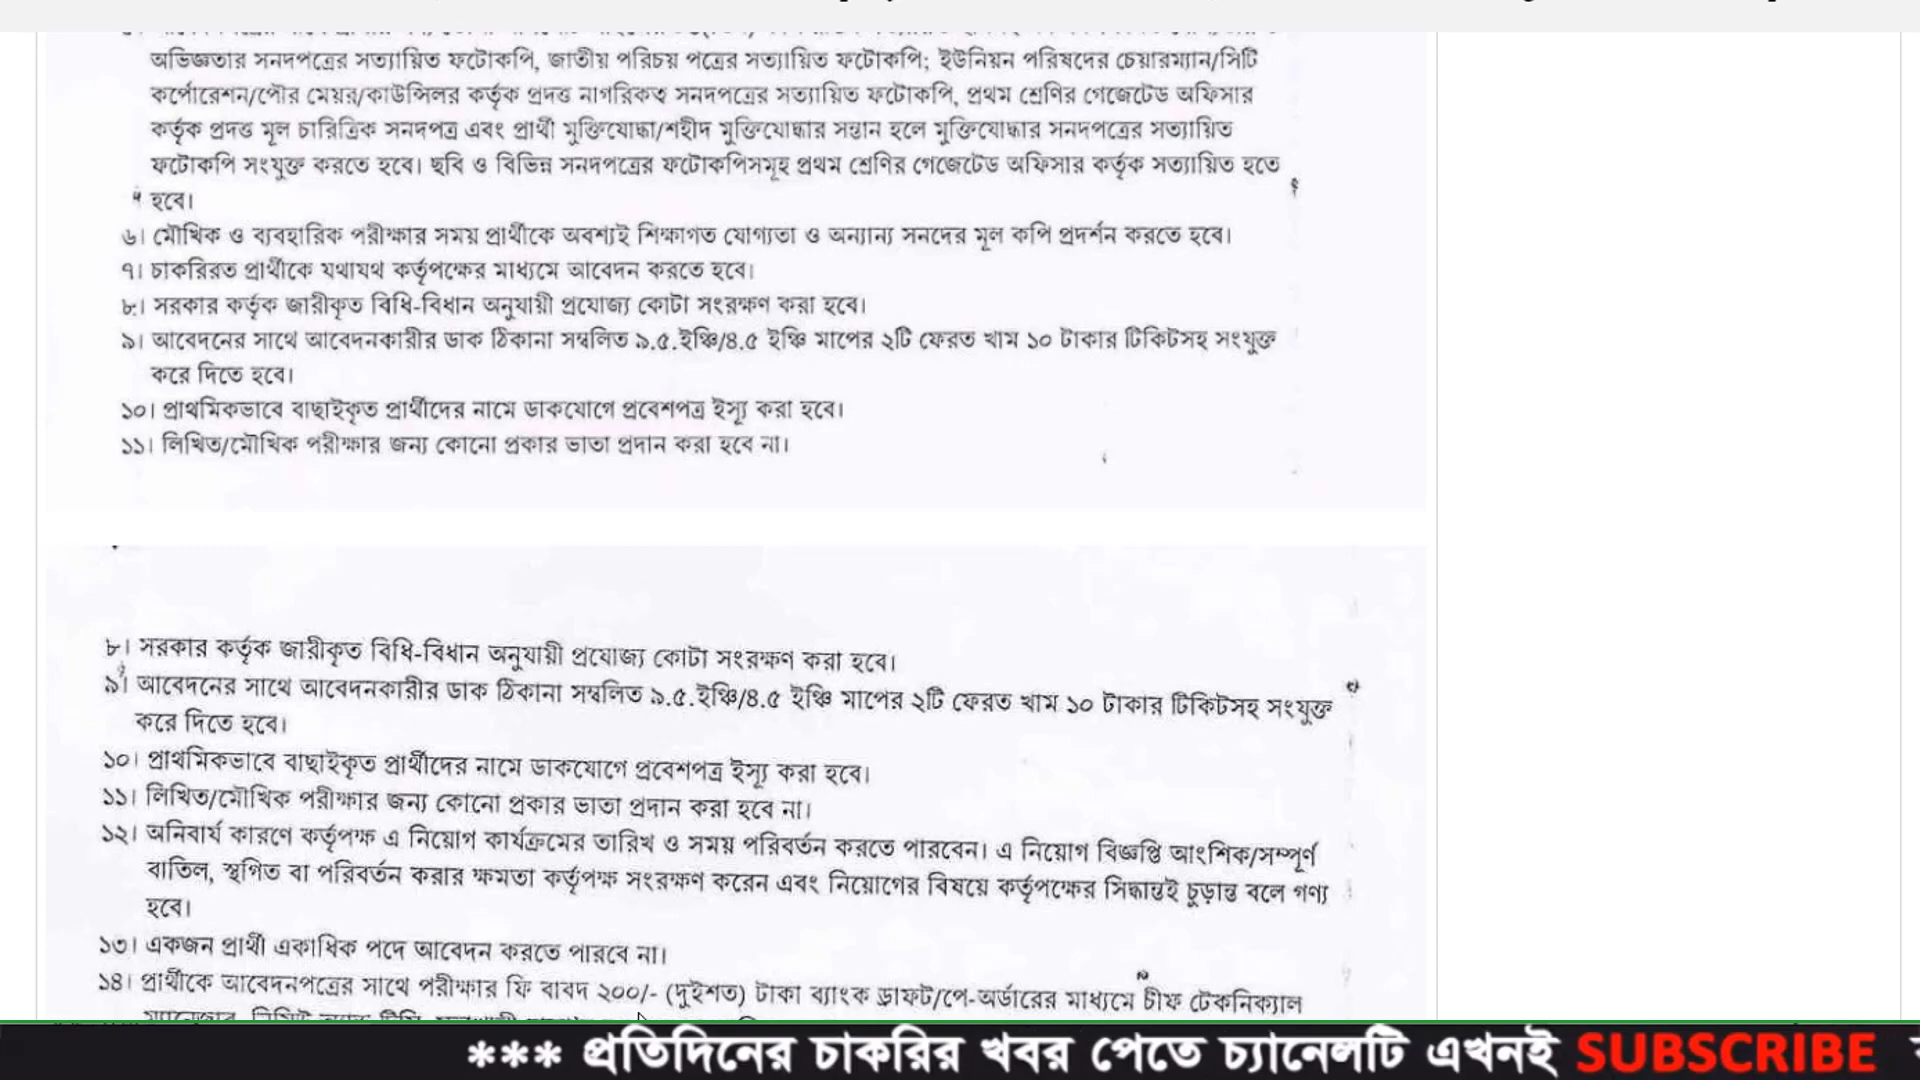 অভিজ্ঞতার সনদপত্রের সত্যায়িত ফটোকপি, জাতীয় পরিচয় পত্রের সত্যায়িত ফটোকপি; ইউনিয়ন পরিষদের চেয়ারম্যান/সিটি
কর্পোরেশন/পৌর মেয়র/কাউন্সিলর কর্তৃক প্রদত্ত নাগরিকত্ব সনদপত্রের সত্যায়িত ফটোকপি, প্রথম শ্রেণির গেজেটেড অফিসার
কর্তৃক প্রদত্ত মূল চারিত্রিক সনদপত্র এবং প্রার্থী মুক্তিযোদ্ধা/শহীদ মুক্তিযোদ্ধার সন্তান হলে মুক্তিযোদ্ধার সনদপত্রের সত্যায়িত
ফটোকপি সংযুক্ত করতে হবে। ছবি ও বিভিন্ন সনদপত্রের ফটোকপিসমূহ প্রথম শ্রেণির গেজেটেড অফিসার কর্তৃক সত্যায়িত হতে
হবে।
৬। মৌখিক ও ব্যবহারিক পরীক্ষার সময় প্রার্থীকে অবশ্যই শিক্ষাগত যোগ্যতা ও অন্যান্য সনদের মূল কপি প্রদর্শন করতে হবে।
৭। চাকরিরত প্রার্থীকে যথাযথ কর্তৃপক্ষের মাধ্যমে আবেদন করতে হবে।
৮। সরকার কর্তৃক জারীকৃত বিধি-বিধান অনুযায়ী প্রযোজ্য কোটা সংরক্ষণ করা হবে।
৯। আবেদনের সাথে আবেদনকারীর ডাক ঠিকানা সম্বলিত ৯.৫.ইঞ্চি/৪.৫ ইঞ্চি মাপের ২টি ফেরত খাম ১০ টাকার টিকিটসহ সংযুক্ত
করে দিতে হবে।
১০। প্রাথমিকভাবে বাছাইকৃত প্রার্থীদের নামে ডাকযোগে প্রবেশপত্র ইস্যু করা হবে।
১১। লিখিত/মৌখিক পরীক্ষার জন্য কোনো প্রকার ভাতা প্রদান করা হবে না।
৮। সরকার কর্তৃক জারীকৃত বিধি-বিধান অনুযায়ী প্রযোজ্য কোটা সংরক্ষণ করা হবে।
৯। আবেদনের সাথে আবেদনকারীর ডাক ঠিকানা সম্বলিত ৯.৫.ইঞ্চি/৪.৫ ইঞ্চি মাপের ২টি ফেরত খাম ১০ টাকার টিকিটসহ সংযুক্ত
করে দিতে হবে।
১০। প্রাথমিকভাবে বাছাইকৃত প্রার্থীদের নামে ডাকযোগে প্রবেশপত্র ইস্যু করা হবে।
১১। লিখিত/মৌখিক পরীক্ষার জন্য কোনো প্রকার ভাতা প্রদান করা হবে না।
১২। অনিবার্য কারণে কর্তৃপক্ষ এ নিয়োগ কার্যক্রমের তারিখ ও সময় পরিবর্তন করতে পারবেন। এ নিয়োগ বিজ্ঞপ্তি আংশিক/সম্পূর্ণ
বাতিল, স্থগিত বা পরিবর্তন করার ক্ষমতা কর্তৃপক্ষ সংরক্ষণ করেন এবং নিয়োগের বিষয়ে কর্তৃপক্ষের সিদ্ধান্তই চুড়ান্ত বলে গণ্য
হবে।
১৩। একজন প্রার্থী একাধিক পদে আবেদন করতে পারবে না।
১৪। প্রার্থীকে আবেদনপত্রের সাথে পরীক্ষার ফি বাবদ ২০০/- (দুইশত) টাকা ব্যাংক ড্রাফট/পে-অর্ডারের মাধ্যমে চীফ টেকনিক্যাল
*** প্রতিদিনের চাকরির খবর পেতে চ্যানেলটি এখনই SUBSCRIBE